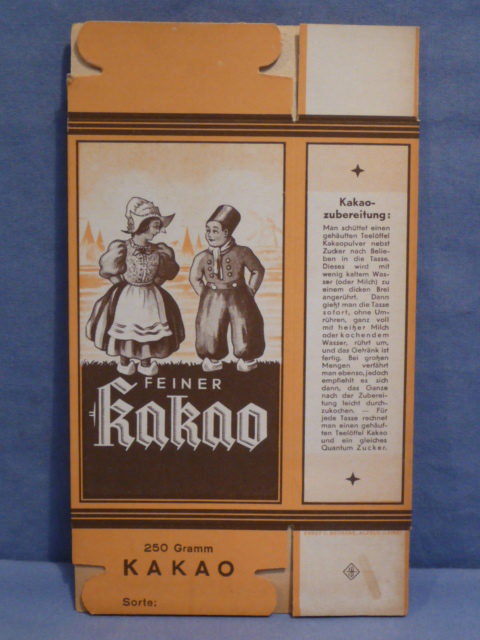 FEINER
Kakao
250 Gramm
KAKAO
Sorte:
Kakao-
zubereitung:
Man schüttet einen
gehäuften Teelöffel
Kakaopulver nebst
Zucker nach Belie-
ben in die Tasse.
Dieses wird mit
wenig kaltem Was-
ser (oder Milch) zu
einem dicken Brei
angerührt. Dann
gießt man die Tasse
sofort, ohne Um-
rühren, ganz voll
mit heißer Milch
oder kochendem
Wasser, rührt um,
und das Getränk ist
fertig. Bei großen
Mengen verfährt
man ebenso, jedoch
empfiehlt es sich
dann, das Ganze
nach der Zuberei-
tung leicht durch-
zukochen. — Für
jede Tasse rechnet
man einen gehäuf-
ten Teelöffel Kakao
und ein gleiches
Quantum Zucker.